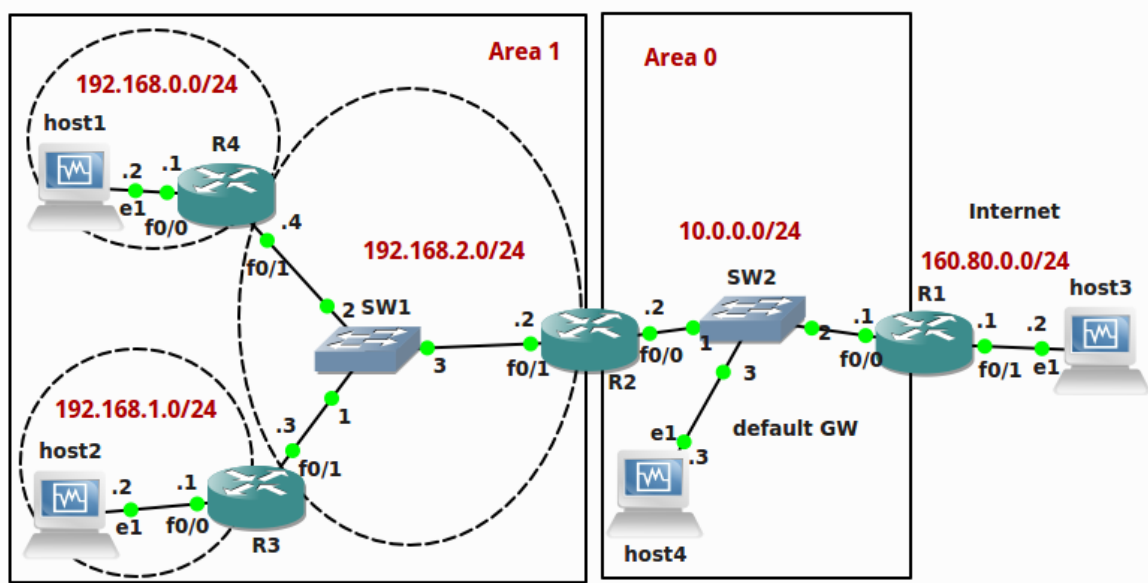 Area 1
Area 0
192.168.0.0/24
host1
R4
.2
.1
e1
f0/0
.4
f0/1
192.168.2.0/24
10.0.0.0/24
Internet
160.80.0.0/24
SW2
R1
host3
2
SW1
.2
.2
.1
.1
.2
3
f0/1
f0/0
1
2
f0/0
f0/1
e1
R2
3
1
192.168.1.0/24
host2
.3
f0/1
e1
.3
default GW
.2
.1
e1
f0/0
R3
host4